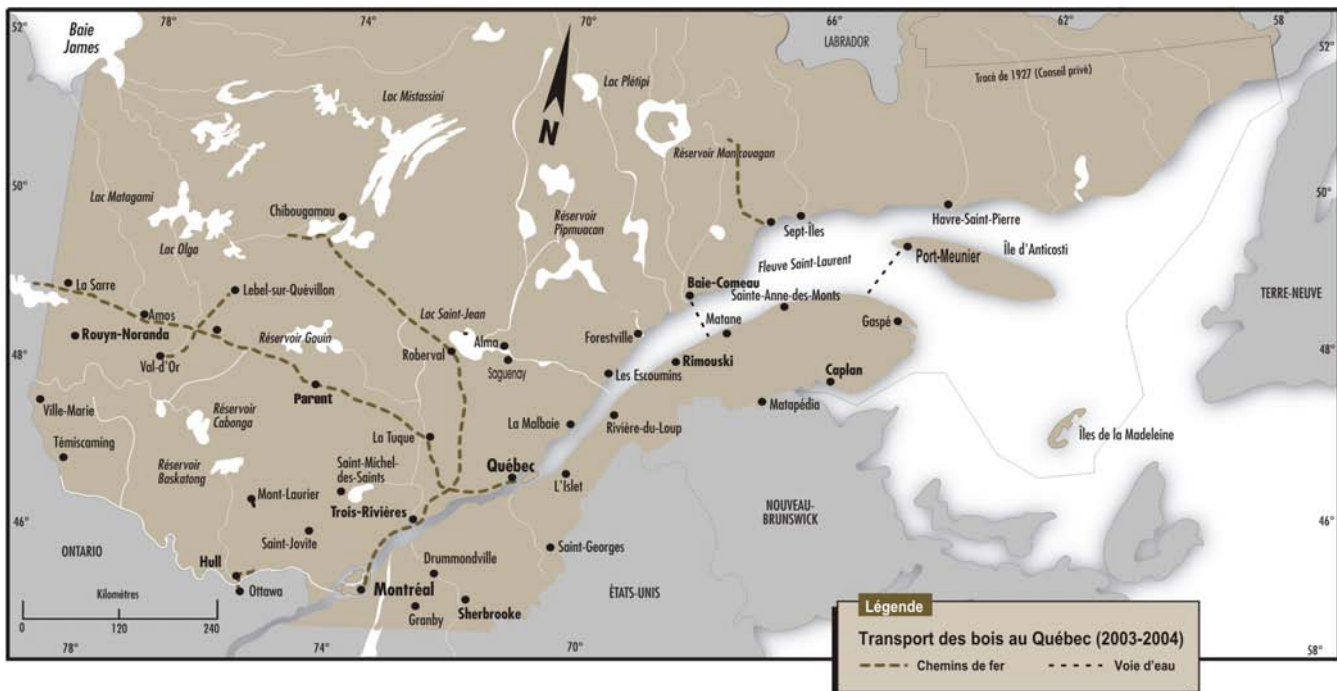 78°
74°
70°
66°
62°
58
52°
52°
Baie
James
LABRADOR
Tracé de 1927 (Conseil privé)
Lac Plétipi
Lac Mistassini
N
Réservoir Manicouagan
50°
50°
Lac Matagami
Chibougamau
Réservoir
Pipmuacan
Havre-Saint-Pierre
Sept-Îles
Lac Olga
Île d'Anticosti
Port-Meunier
Fleuve Saint-Laurent
La Sarre
Lebel-sur-Quévillon
Baie-Comeau
Sainte-Anne-des-Monts
TERRE-NEUVE
Amos
Lac Saint-Jean
Gaspé
Rouyn-Noranda
Réservoir Gouin
Forestville
Matane
Alma
48°
Roberval
48°
Val-d'Or
Saguenay
Rimouski
Les Escoumins
Caplan
Parent
Ville-Marie
Réservoir
Cabonga
Matapédia
La Malbaie
Rivière-du-Loup
La Tuque
Îles de la Madeleine
Témiscaming
Saint-Michel-
des-Saints
Réservoir
Baskatong
Québec
L'Islet
Mont-Laurier
NOUVEAU-
BRUNSWICK
Trois-Rivières
46°
46°
Saint-Jovite
ONTARIO
Saint-Georges
Drummondville
Hull
Ottawa
Montréal
ÉTATS-UNIS
Kilomètres
Granby
Sherbrooke
0
120
240
Légende
Transport des bois au Québec (2003-2004)
Chemins de fer
Voie d'eau
78°
74°
70°
58°